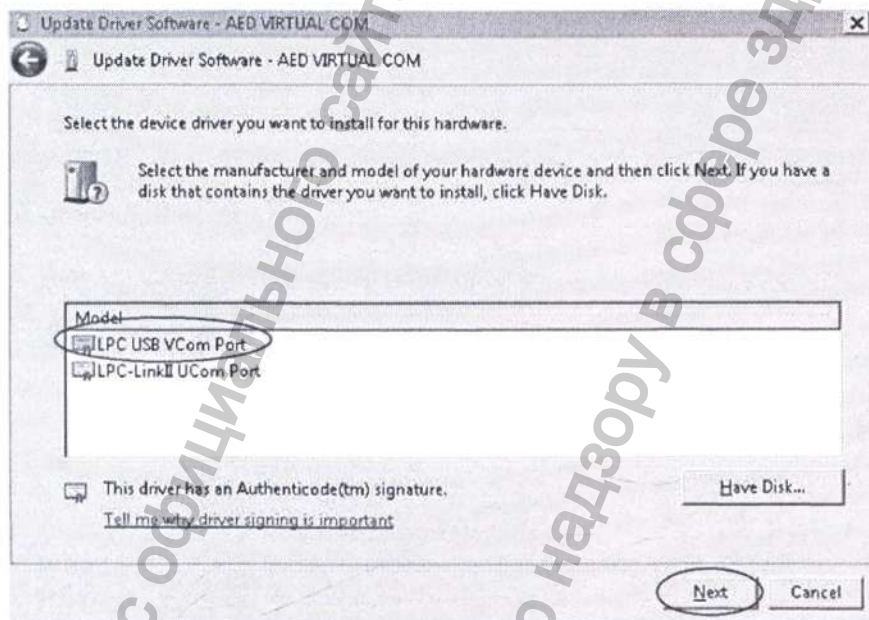 Update Driver Software - AED VIRTUAL COM
Update Driver Software - AED VIRTUAL COM
Select the device driver you want to install for this hardware.
Select the manufacturer and model of your hardware device and then click Next. If you have a
disk that contains the driver you want to install, click Have Disk.
Model
LPC USB VCom Port
LPC-LinkII UCom Port
This driver has an Authenticode(tm) signature.
Have Disk...
Tell me why driver signing is important
Next
Cancel
с официального сайта
по надзору в сфере